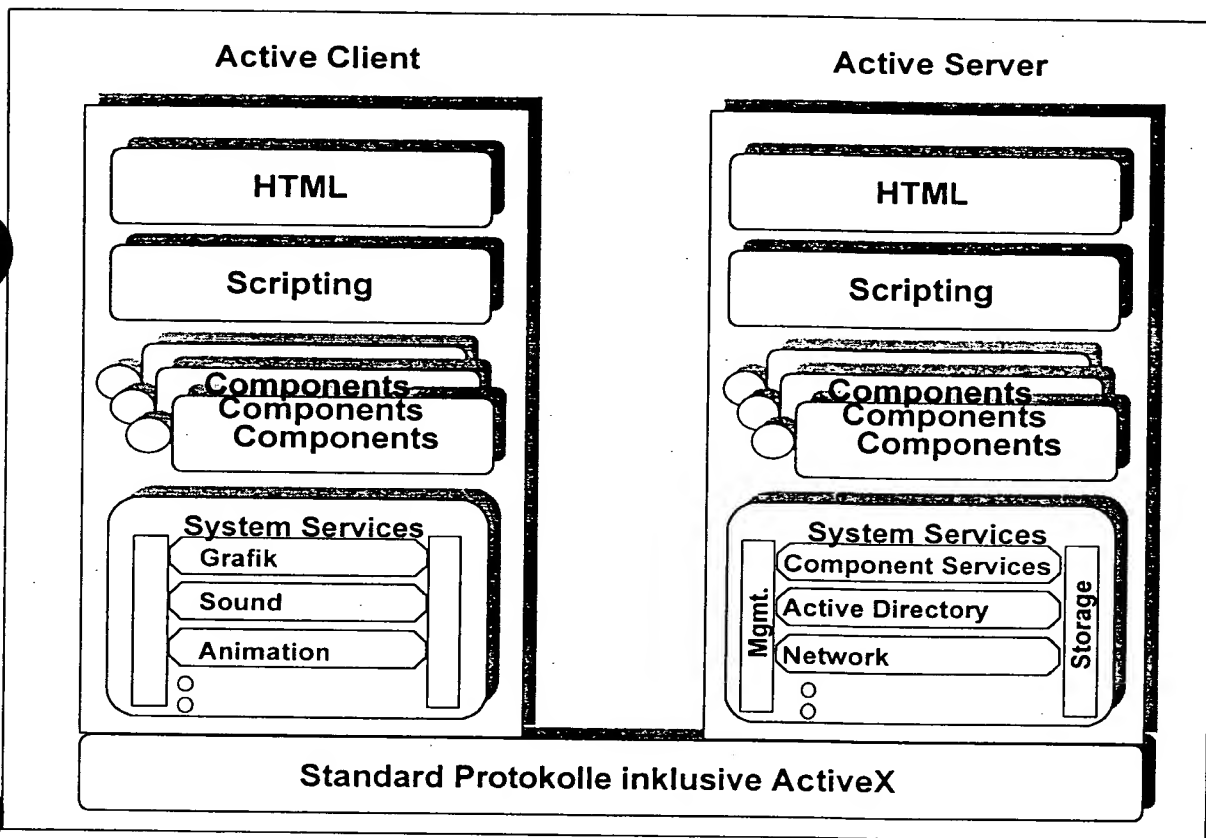 Active Client
HTML
Scripting
Components
Components
Components
System Services
Grafik
Sound
Animation
Active Server
HTML
Scripting
Components
Components
Components
System Services
Mgmt.
Component Services
Active Directory
Network
Storage
Standard Protokolle inklusive ActiveX